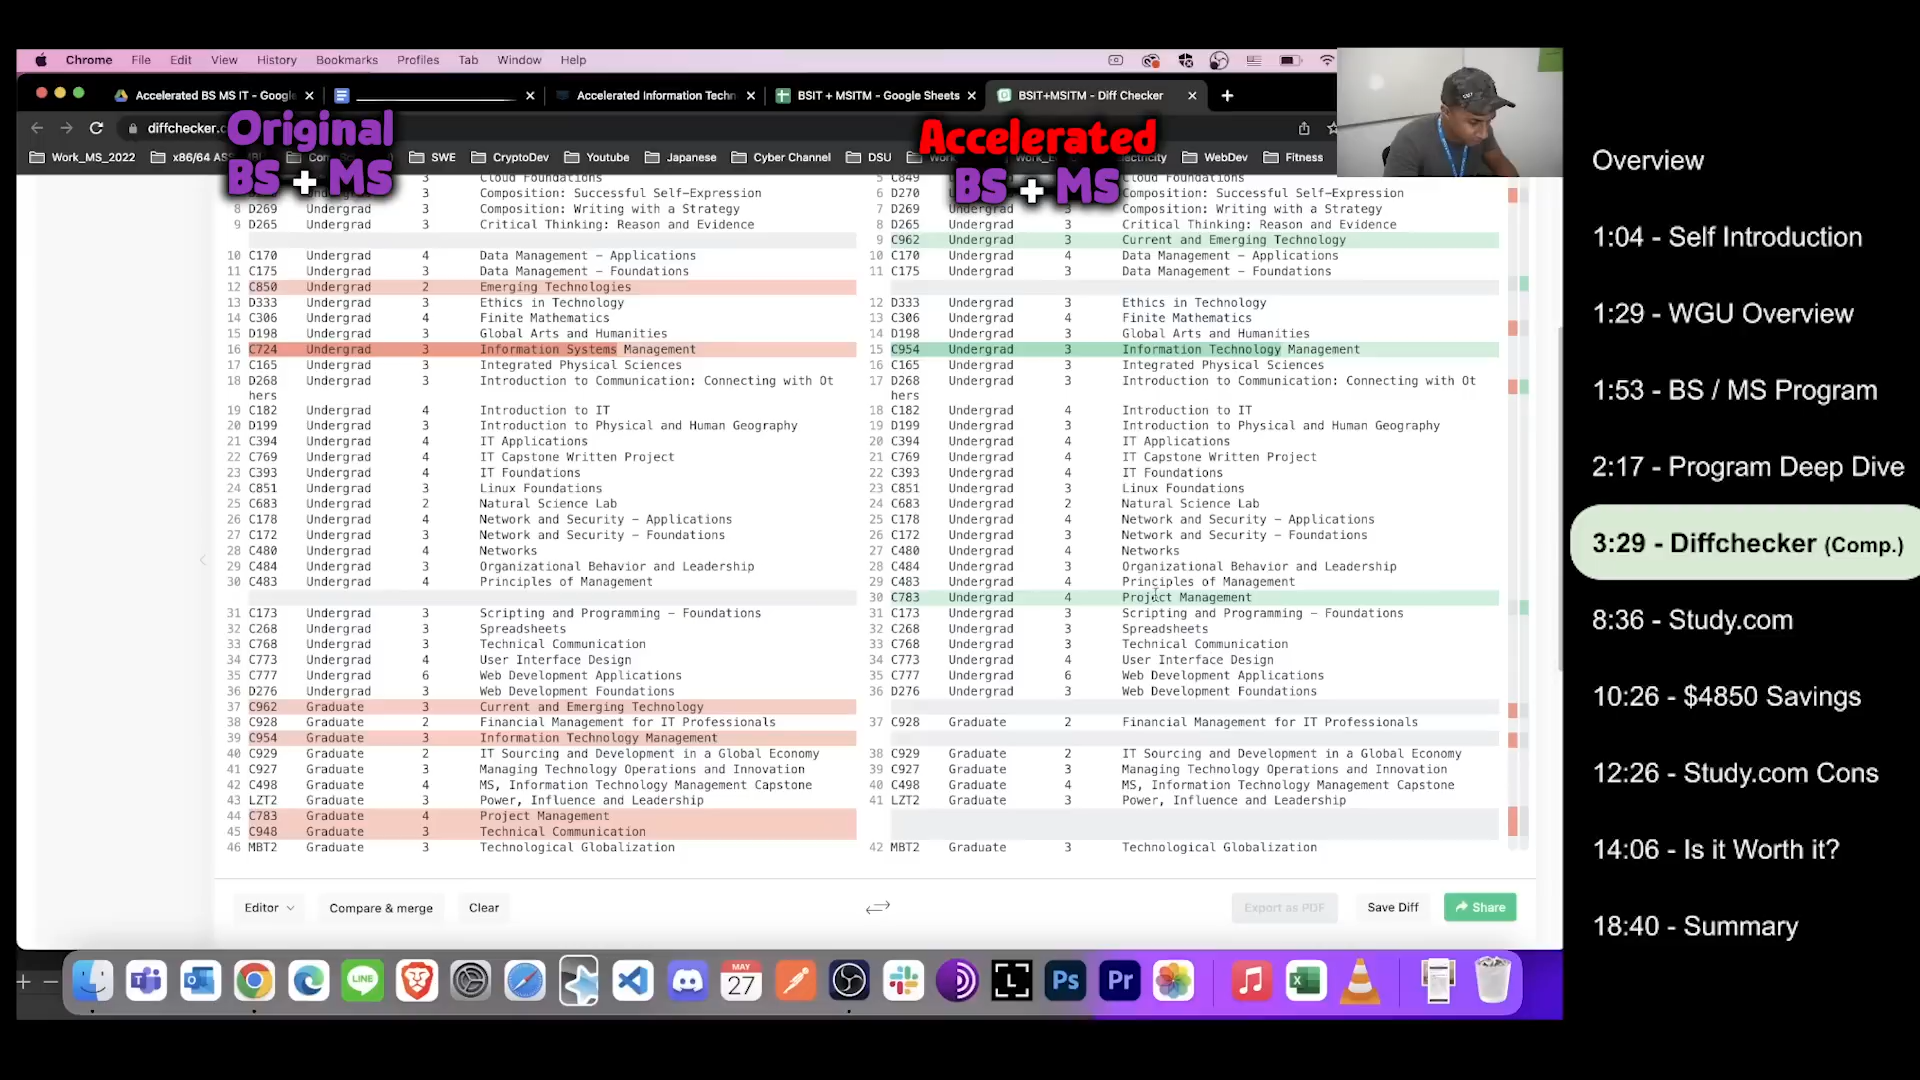 Chrome File Edit View History Bookmarks Profiles Tab Window Help
Accelerated BS MS IT - Google
Accelerated Information Techn
BSIT + MSITM - Google Sheets
BSIT+MSITM - Diff Checker
diffchecker.c
Original
BS + MS
Accelerated
BS + MS
Work_MS_2022
SWE
CryptoDev
Youtube
Japanese
Cyber Channel
DSU
WebDev
Fitness
3 Cloud Foundations
Undergrad 3 Composition: Successful Self-Expression
8 D269 Undergrad 3 Composition: Writing with a Strategy
9 D265 Undergrad 3 Critical Thinking: Reason and Evidence
10 C170 Undergrad 4 Data Management – Applications
11 C175 Undergrad 3 Data Management – Foundations
12 C850 Undergrad 2 Emerging Technologies
13 D333 Undergrad 3 Ethics in Technology
14 C306 Undergrad 4 Finite Mathematics
15 D198 Undergrad 3 Global Arts and Humanities
16 C724 Undergrad 3 Information Systems Management
17 C165 Undergrad 3 Integrated Physical Sciences
18 D268 Undergrad 3 Introduction to Communication: Connecting with Ot
hers
19 C182 Undergrad 4 Introduction to IT
20 D199 Undergrad 3 Introduction to Physical and Human Geography
21 C394 Undergrad 4 IT Applications
22 C769 Undergrad 4 IT Capstone Written Project
23 C393 Undergrad 4 IT Foundations
24 C851 Undergrad 3 Linux Foundations
25 C683 Undergrad 2 Natural Science Lab
26 C178 Undergrad 4 Network and Security – Applications
27 C172 Undergrad 3 Network and Security – Foundations
28 C480 Undergrad 4 Networks
29 C484 Undergrad 3 Organizational Behavior and Leadership
30 C483 Undergrad 4 Principles of Management
31 C173 Undergrad 3 Scripting and Programming – Foundations
32 C268 Undergrad 3 Spreadsheets
33 C768 Undergrad 3 Technical Communication
34 C773 Undergrad 4 User Interface Design
35 C777 Undergrad 6 Web Development Applications
36 D276 Undergrad 3 Web Development Foundations
37 C962 Graduate 3 Current and Emerging Technology
38 C928 Graduate 2 Financial Management for IT Professionals
39 C954 Graduate 3 Information Technology Management
40 C929 Graduate 2 IT Sourcing and Development in a Global Economy
41 C927 Graduate 3 Managing Technology Operations and Innovation
42 C498 Graduate 4 MS, Information Technology Management Capstone
43 LZT2 Graduate 3 Power, Influence and Leadership
44 C783 Graduate 4 Project Management
45 C948 Graduate 3 Technical Communication
46 MBT2 Graduate 3 Technological Globalization
5 C849 Undergrad Cloud Foundations
6 D270 Undergrad Composition: Successful Self-Expression
7 D269 Undergrad 3 Composition: Writing with a Strategy
8 D265 Undergrad 3 Critical Thinking: Reason and Evidence
9 C962 Undergrad 3 Current and Emerging Technology
10 C170 Undergrad 4 Data Management – Applications
11 C175 Undergrad 3 Data Management – Foundations
12 D333 Undergrad 3 Ethics in Technology
13 C306 Undergrad 4 Finite Mathematics
14 D198 Undergrad 3 Global Arts and Humanities
15 C954 Undergrad 3 Information Technology Management
16 C165 Undergrad 3 Integrated Physical Sciences
17 D268 Undergrad 3 Introduction to Communication: Connecting with Ot
hers
18 C182 Undergrad 4 Introduction to IT
19 D199 Undergrad 3 Introduction to Physical and Human Geography
20 C394 Undergrad 4 IT Applications
21 C769 Undergrad 4 IT Capstone Written Project
22 C393 Undergrad 4 IT Foundations
23 C851 Undergrad 3 Linux Foundations
24 C683 Undergrad 2 Natural Science Lab
25 C178 Undergrad 4 Network and Security – Applications
26 C172 Undergrad 3 Network and Security – Foundations
27 C480 Undergrad 4 Networks
28 C484 Undergrad 3 Organizational Behavior and Leadership
29 C483 Undergrad 4 Principles of Management
30 C783 Undergrad 4 Project Management
31 C173 Undergrad 3 Scripting and Programming – Foundations
32 C268 Undergrad 3 Spreadsheets
33 C768 Undergrad 3 Technical Communication
34 C773 Undergrad 4 User Interface Design
35 C777 Undergrad 6 Web Development Applications
36 D276 Undergrad 3 Web Development Foundations
37 C928 Graduate 2 Financial Management for IT Professionals
38 C929 Graduate 2 IT Sourcing and Development in a Global Economy
39 C927 Graduate 3 Managing Technology Operations and Innovation
40 C498 Graduate 4 MS, Information Technology Management Capstone
41 LZT2 Graduate 3 Power, Influence and Leadership
42 MBT2 Graduate 3 Technological Globalization
Editor
Compare & merge
Clear
Export as PDF
Save Diff
Share
LINE
MAY
27
L
Ps
Pr
Overview
1:04 - Self Introduction
1:29 - WGU Overview
1:53 - BS / MS Program
2:17 - Program Deep Dive
3:29 - Diffchecker (Comp.)
8:36 - Study.com
10:26 - $4850 Savings
12:26 - Study.com Cons
14:06 - Is it Worth it?
18:40 - Summary